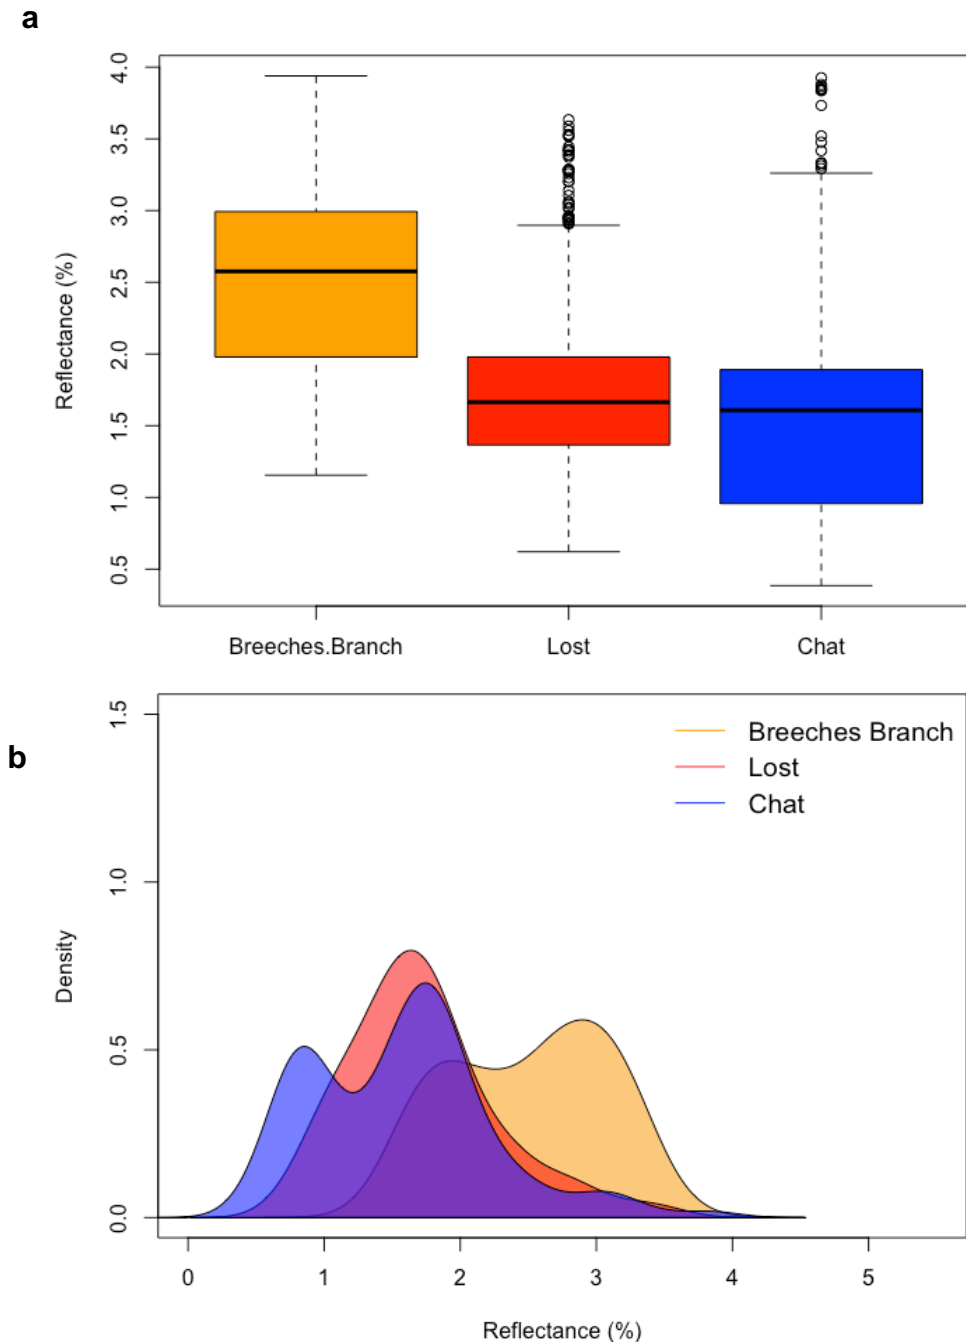 a
Reflectance (%)
4.0
3.5
3.0
2.5
2.0
1.5
1.0
0.5
Breeches.Branch Lost Chat
b
Density
1.5
1.0
0.5
0.0
Breeches Branch
Lost
Chat
0 1 2 3 4 5
Reflectance (%)